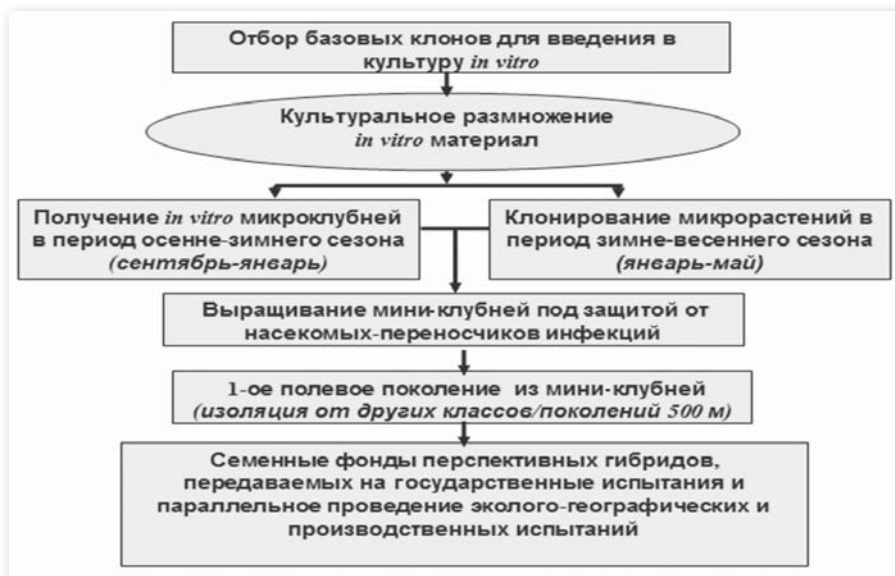 Отбор базовых клонов для введения в
культуру in vitro
Культуральное размножение
in vitro материал
Получение in vitro микроклубней
в период осенне-зимнего сезона
(сентябрь-январь)
Клонирование микрорастений в
период зимне-весеннего сезона
(январь-май)
Выращивание мини-клубней под защитой от
насекомых-переносчиков инфекций
1-ое полевое поколение из мини-клубней
(изоляция от других классов/поколений 500 м)
Семенные фонды перспективных гибридов,
передаваемых на государственные испытания и
параллельное проведение эколого-географических и
производственных испытаний